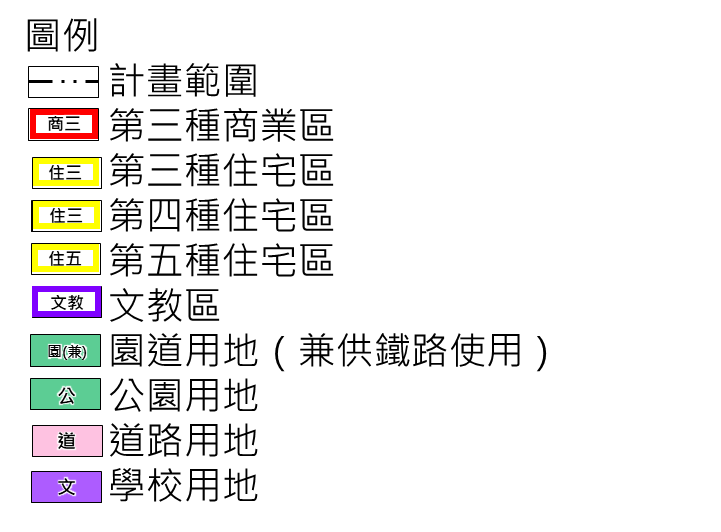 圖例
計畫範圍
商三 第三種商業區
住三 第三種住宅區
住三 第四種住宅區
住五 第五種住宅區
文教 文教區
園(兼) 園道用地（兼供鐵路使用）
公 公園用地
道 道路用地
文 學校用地